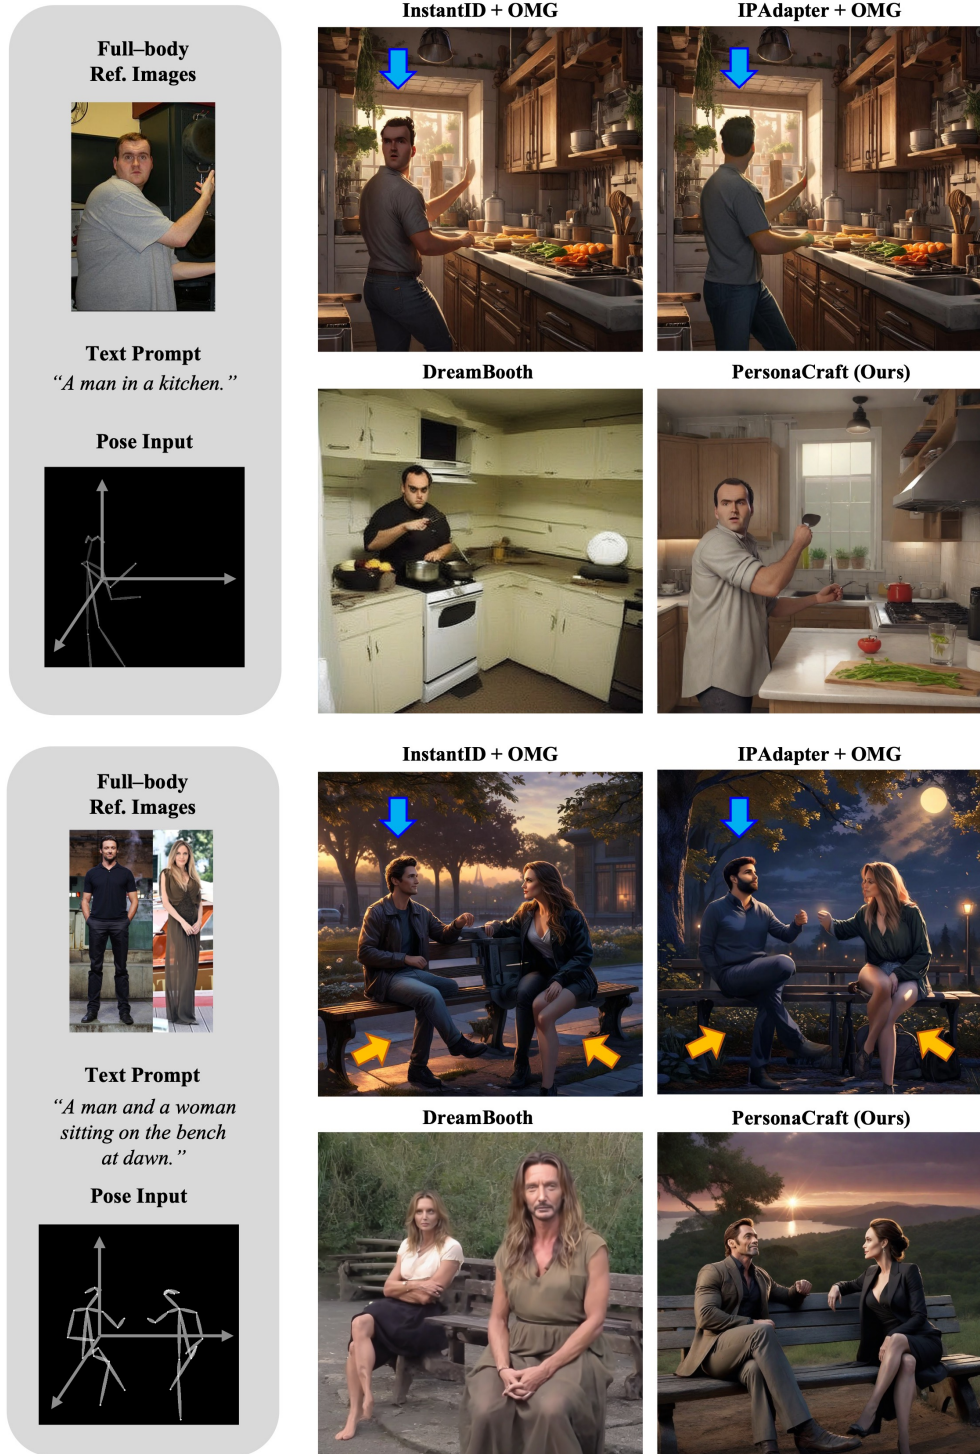 Full–body
Ref. Images
Text Prompt
“A man in a kitchen.”
Pose Input
InstantID + OMG
IPAdapter + OMG
DreamBooth
PersonaCraft (Ours)
Full–body
Ref. Images
Text Prompt
“A man and a woman
sitting on the bench
at dawn.”
Pose Input
InstantID + OMG
IPAdapter + OMG
DreamBooth
PersonaCraft (Ours)